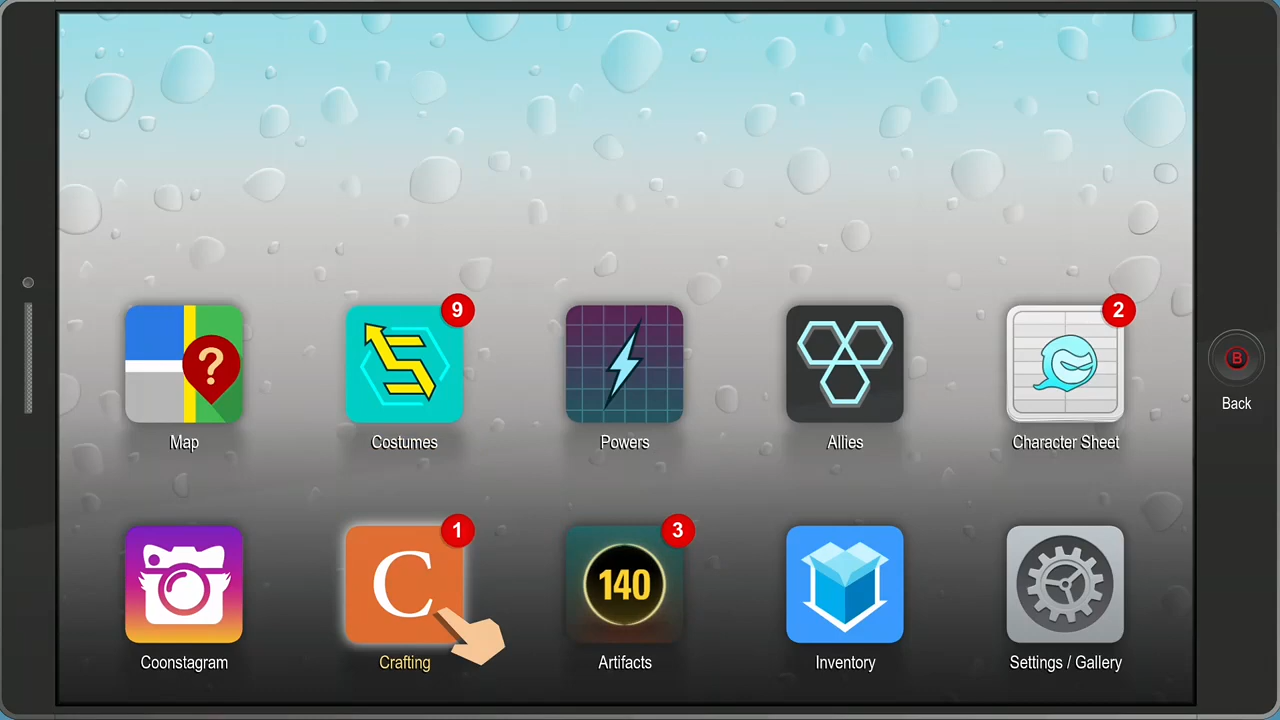 9
2
?
B
Map
Costumes
Powers
Allies
Character Sheet
Back
1
3
C
140
Coonstagram
Crafting
Artifacts
Inventory
Settings / Gallery